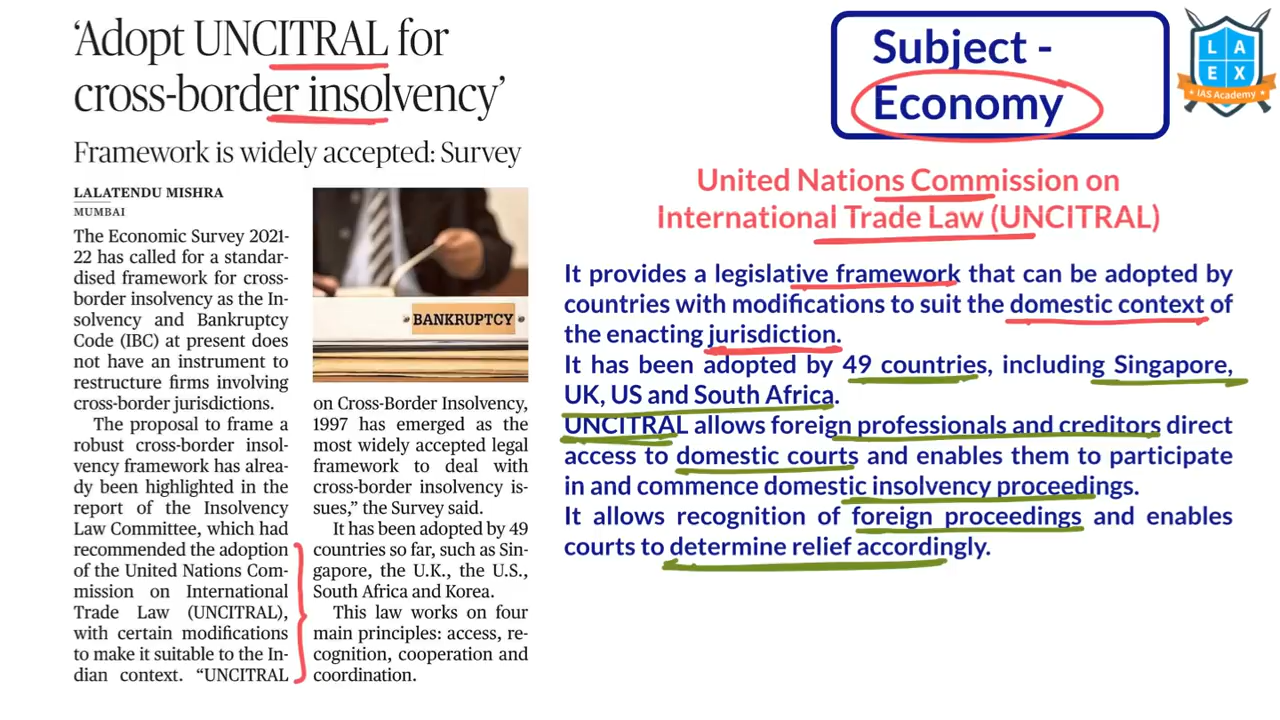 ‘Adopt UNCITRAL for
cross-border insolvency’
Framework is widely accepted: Survey
LALATENDU MISHRA
MUMBAI
The Economic Survey 2021-
22 has called for a standar-
dised framework for cross-
border insolvency as the In-
solvency and Bankruptcy
Code (IBC) at present does
not have an instrument to
restructure firms involving
cross-border jurisdictions.
The proposal to frame a
robust cross-border insol-
vency framework has alrea-
dy been highlighted in the
report of the Insolvency
Law Committee, which had
recommended the adoption
of the United Nations Com-
mission on International
Trade Law (UNCITRAL),
with certain modifications
to make it suitable to the In-
dian context. “UNCITRAL
BANKRUPTCY
on Cross-Border Insolvency,
1997 has emerged as the
most widely accepted legal
framework to deal with
cross-border insolvency is-
sues,” the Survey said.
It has been adopted by 49
countries so far, such as Sin-
gapore, the U.K., the U.S.,
South Africa and Korea.
This law works on four
main principles: access, re-
cognition, cooperation and
coordination.
Subject -
Economy
L A
E X
IAS Academy
United Nations Commission on
International Trade Law (UNCITRAL)
It provides a legislative framework that can be adopted by
countries with modifications to suit the domestic context of
the enacting jurisdiction.
It has been adopted by 49 countries, including Singapore,
UK, US and South Africa.
UNCITRAL allows foreign professionals and creditors direct
access to domestic courts and enables them to participate
in and commence domestic insolvency proceedings.
It allows recognition of foreign proceedings and enables
courts to determine relief accordingly.